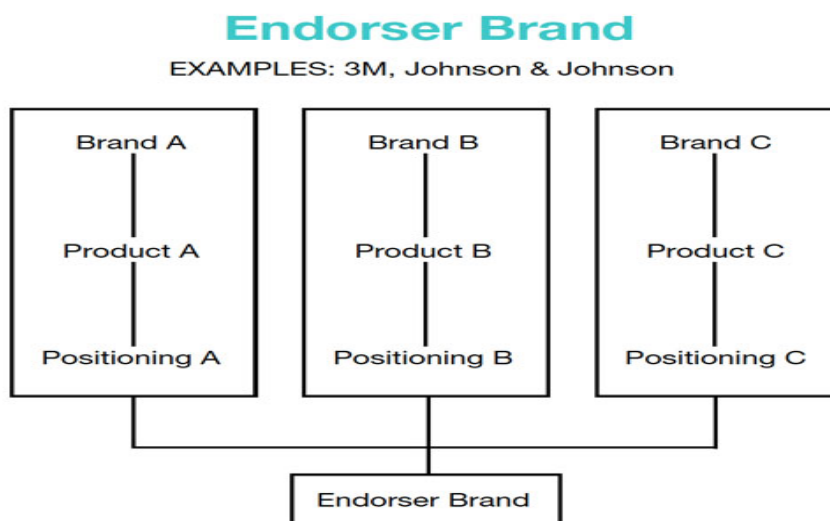 Endorser Brand
EXAMPLES: 3M, Johnson & Johnson
Brand A
Product A
Positioning A
Brand B
Product B
Positioning B
Brand C
Product C
Positioning C
Endorser Brand